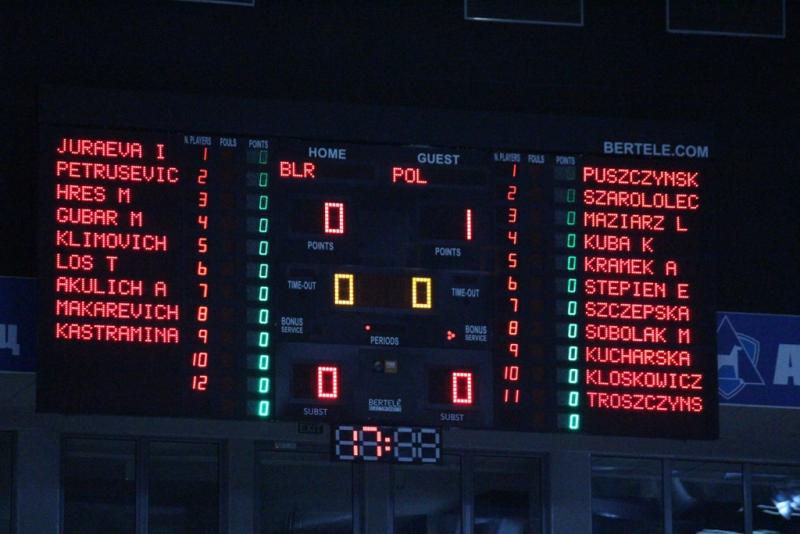 BERTELE.COM
N. PLAYERS FOULS POINTS
HOME GUEST
N. PLAYERS FOULS POINTS
BLR POL
JURAEVA I 1 0
PETRUSEVIC 2 0
HRES M 3 0
GUBAR M 4 0
KLIMOVICH 5 0
LOS T 6 0
AKULICH A 7 0
MAKAREVICH 8 0
KASTRAMINA 9 0
10 0
12 0
0
0 1
POINTS POINTS
TIME-OUT 0 0 TIME-OUT
BONUS SERVICE PERIODS BONUS SERVICE
0 0
SUBST BERTELÉ SUBST
17:
EXIT
1 PUSZCZYNSK
2 SZAROLOLEC
3 0 MAZIARZ L
4 0 KUBA K
5 0 KRAMEK A
6 0 STEPIEN E
7 0 SZCZEPSKA
8 0 SOBOLAK M
9 0 KUCHARSKA
10 0 KLOSKOWICZ
11 0 TROSZCZYNS
0